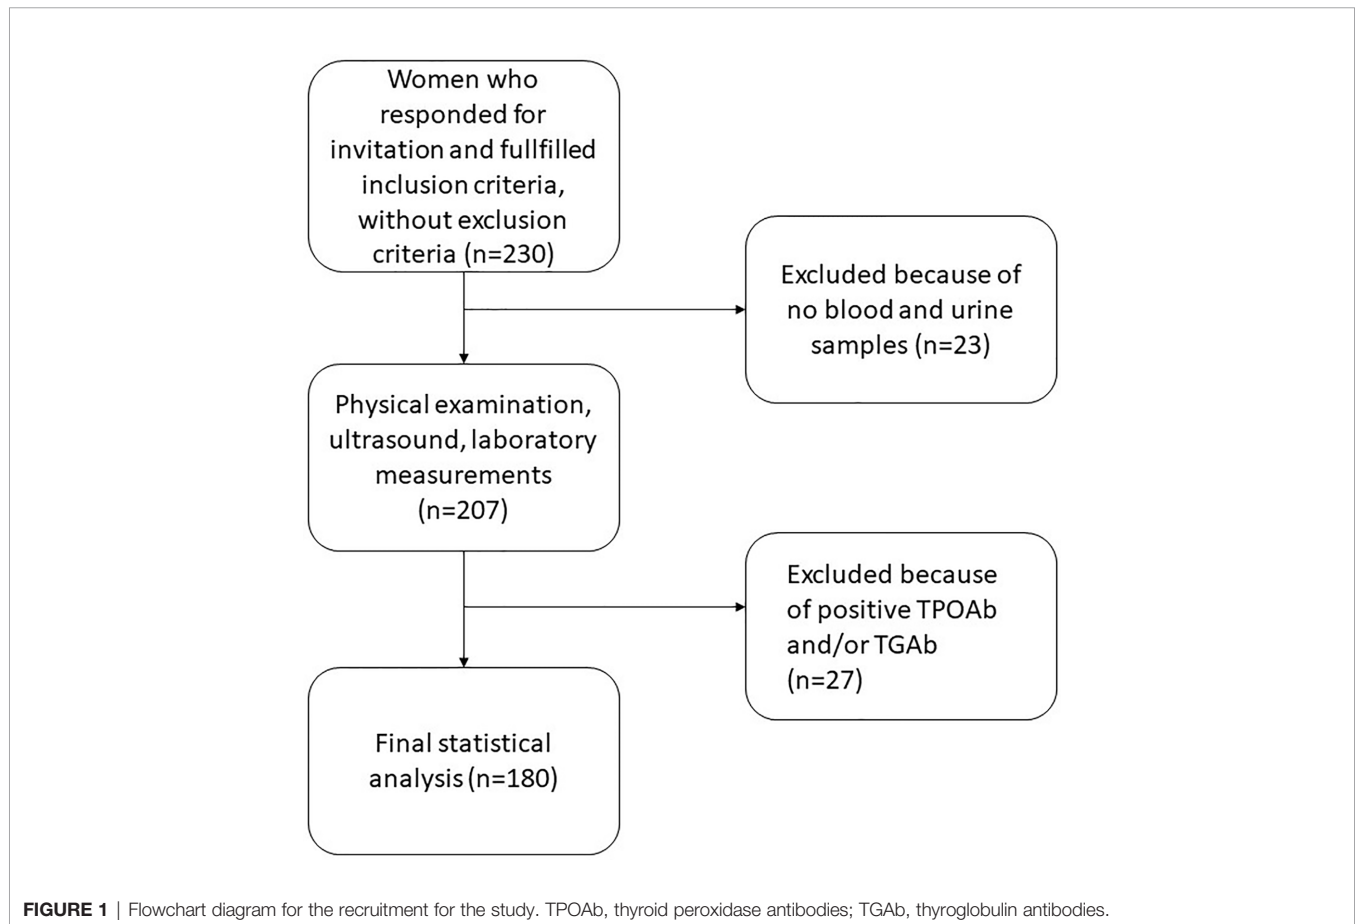 Women who
responded for
invitation and fullfilled
inclusion criteria,
without exclusion
criteria (n=230)
Excluded because of
no blood and urine
samples (n=23)
Physical examination,
ultrasound, laboratory
measurements
(n=207)
Excluded because
of positive TPOAb
and/or TGAb
(n=27)
Final statistical
analysis (n=180)
FIGURE 1 | Flowchart diagram for the recruitment for the study. TPOAb, thyroid peroxidase antibodies; TGAb, thyroglobulin antibodies.